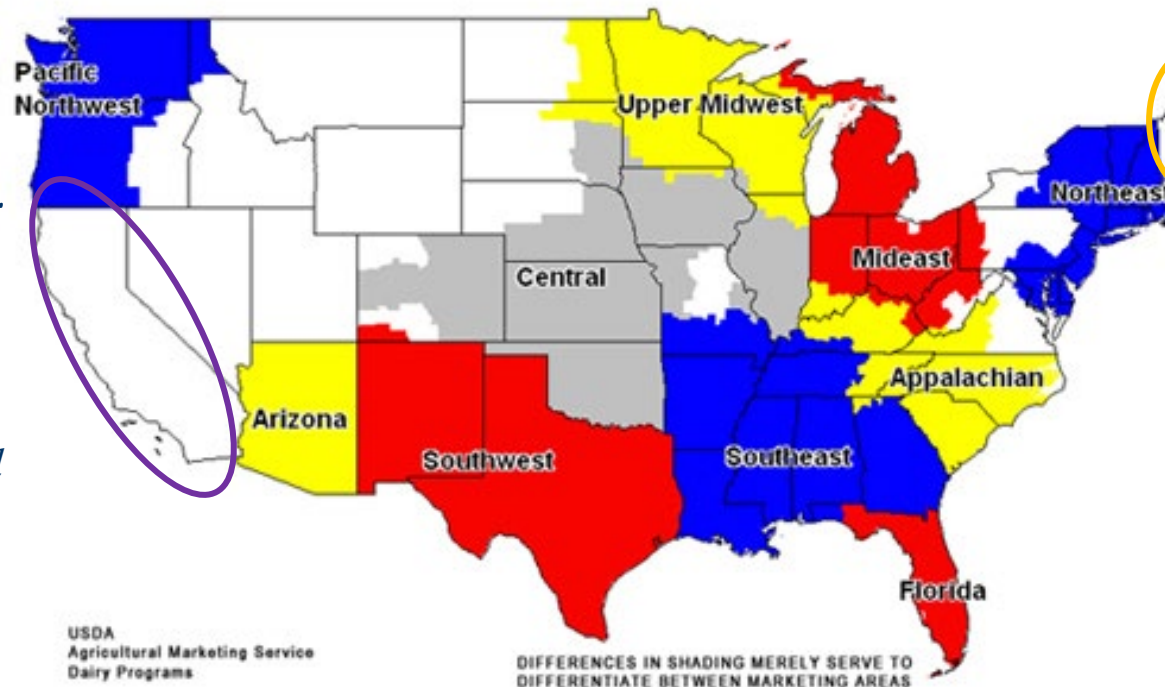 Pacific
Northwest
Upper Midwest
Northeast
Mideast
Central
Appalachian
Arizona
Southwest
Southeast
Florida
USDA
Agricultural Marketing Service
Dairy Programs
DIFFERENCES IN SHADING MERELY SERVE TO
DIFFERENTIATE BETWEEN MARKETING AREAS